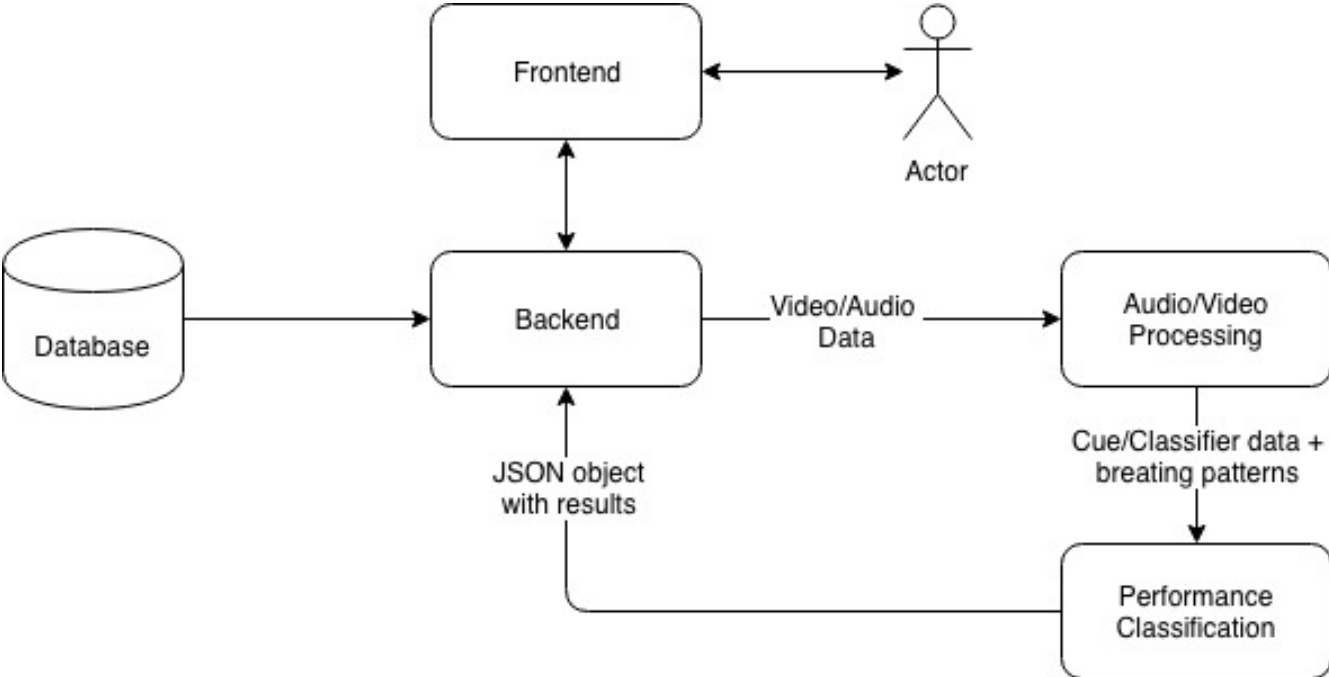 Frontend
Actor
Database
Backend
Video/Audio
Data
Audio/Video
Processing
Cue/Classifier data +
breating patterns
JSON object
with results
Performance
Classification